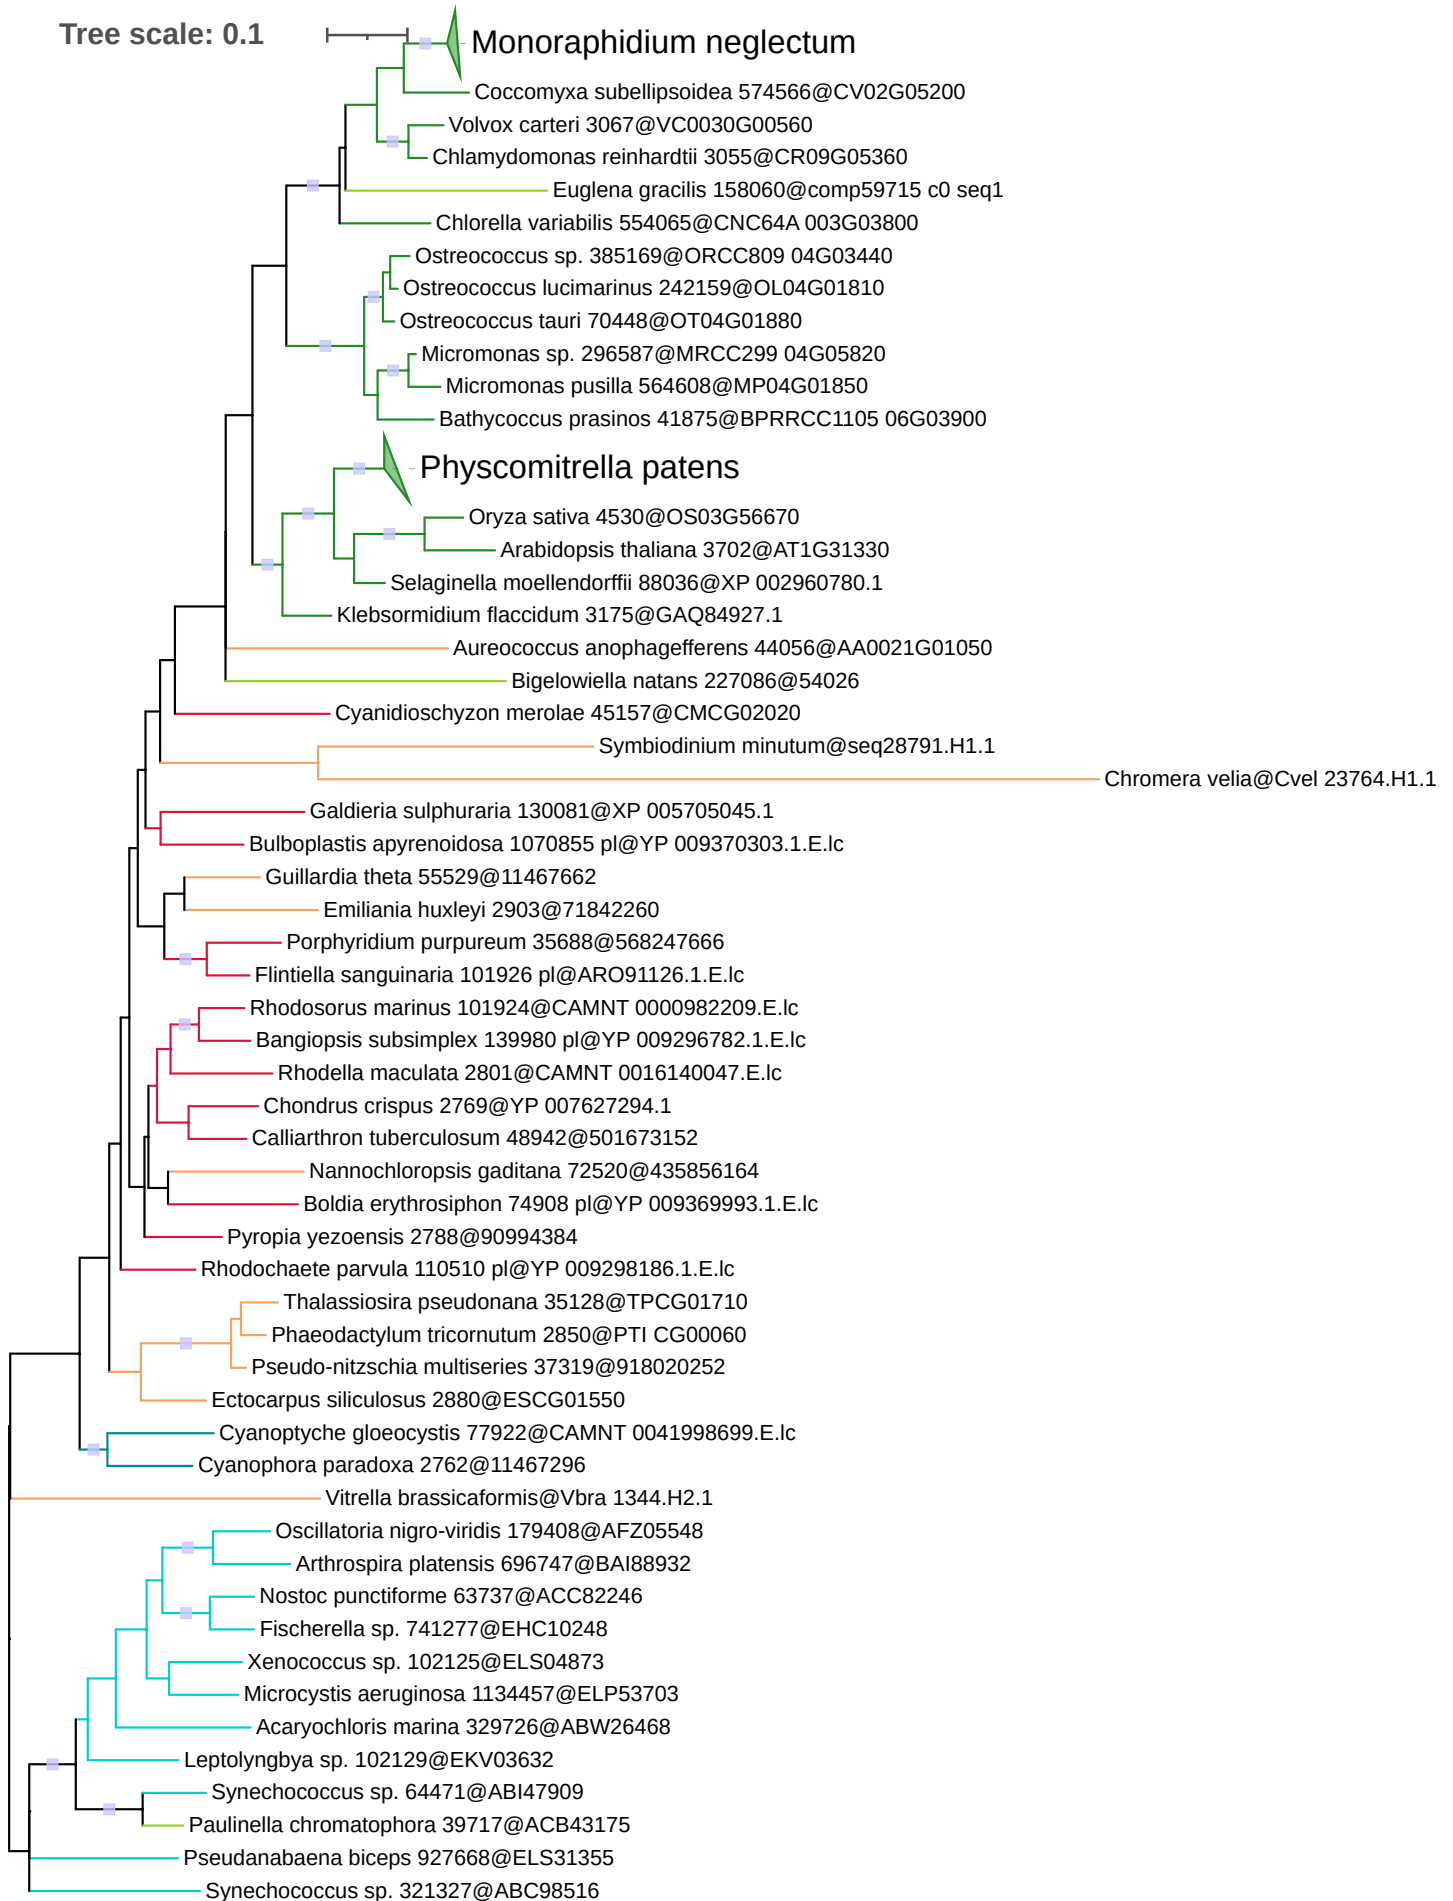 Tree scale: 0.1
Monoraphidium neglectum
Coccomyxa subellipsoidea 574566@CV02G05200
Volvox carteri 3067@VC0030G00560
Chlamydomonas reinhardtii 3055@CR09G05360
Euglena gracilis 158060@comp59715 c0 seq1
Chlorella variabilis 554065@CNC64A 003G03800
Ostreococcus sp. 385169@ORCC809 04G03440
Ostreococcus lucimarinus 242159@OL04G01810
Ostreococcus tauri 70448@OT04G01880
Micromonas sp. 296587@MRCC299 04G05820
Micromonas pusilla 564608@MP04G01850
Bathycoccus prasinos 41875@BPRRCC1105 06G03900
Physcomitrella patens
Oryza sativa 4530@OS03G56670
Arabidopsis thaliana 3702@AT1G31330
Selaginella moellendorffii 88036@XP 002960780.1
Klebsormidium flaccidum 3175@GAQ84927.1
Aureococcus anophagefferens 44056@AA0021G01050
Bigelowiella natans 227086@54026
Cyanidioschyzon merolae 45157@CMCG02020
Symbiodinium minutum@seq28791.H1.1
Chromera velia@Cvel 23764.H1.1
Galdieria sulphuraria 130081@XP 005705045.1
Bulboplastis apyrenoidosa 1070855 pl@YP 009370303.1.E.lc
Guillardia theta 55529@11467662
Emiliania huxleyi 2903@71842260
Porphyridium purpureum 35688@568247666
Flintiella sanguinaria 101926 pl@ARO91126.1.E.lc
Rhodosorus marinus 101924@CAMNT 0000982209.E.lc
Bangiopsis subsimplex 139980 pl@YP 009296782.1.E.lc
Rhodella maculata 2801@CAMNT 0016140047.E.lc
Chondrus crispus 2769@YP 007627294.1
Calliarthron tuberculosum 48942@501673152
Nannochloropsis gaditana 72520@435856164
Boldia erythrosiphon 74908 pl@YP 009369993.1.E.lc
Pyropia yezoensis 2788@90994384
Rhodochaete parvula 110510 pl@YP 009298186.1.E.lc
Thalassiosira pseudonana 35128@TPCG01710
Phaeodactylum tricornutum 2850@PTI CG00060
Pseudo-nitzschia multiseries 37319@918020252
Ectocarpus siliculosus 2880@ESCG01550
Cyanoptyche gloeocystis 77922@CAMNT 0041998699.E.lc
Cyanophora paradoxa 2762@11467296
Vitrella brassicaformis@Vbra 1344.H2.1
Oscillatoria nigro-viridis 179408@AFZ05548
Arthrospira platensis 696747@BAI88932
Nostoc punctiforme 63737@ACC82246
Fischerella sp. 741277@EHC10248
Xenococcus sp. 102125@ELS04873
Microcystis aeruginosa 1134457@ELP53703
Acaryochloris marina 329726@ABW26468
Leptolyngbya sp. 102129@EKV03632
Synechococcus sp. 64471@ABI47909
Paulinella chromatophora 39717@ACB43175
Pseudanabaena biceps 927668@ELS31355
Synechococcus sp. 321327@ABC98516